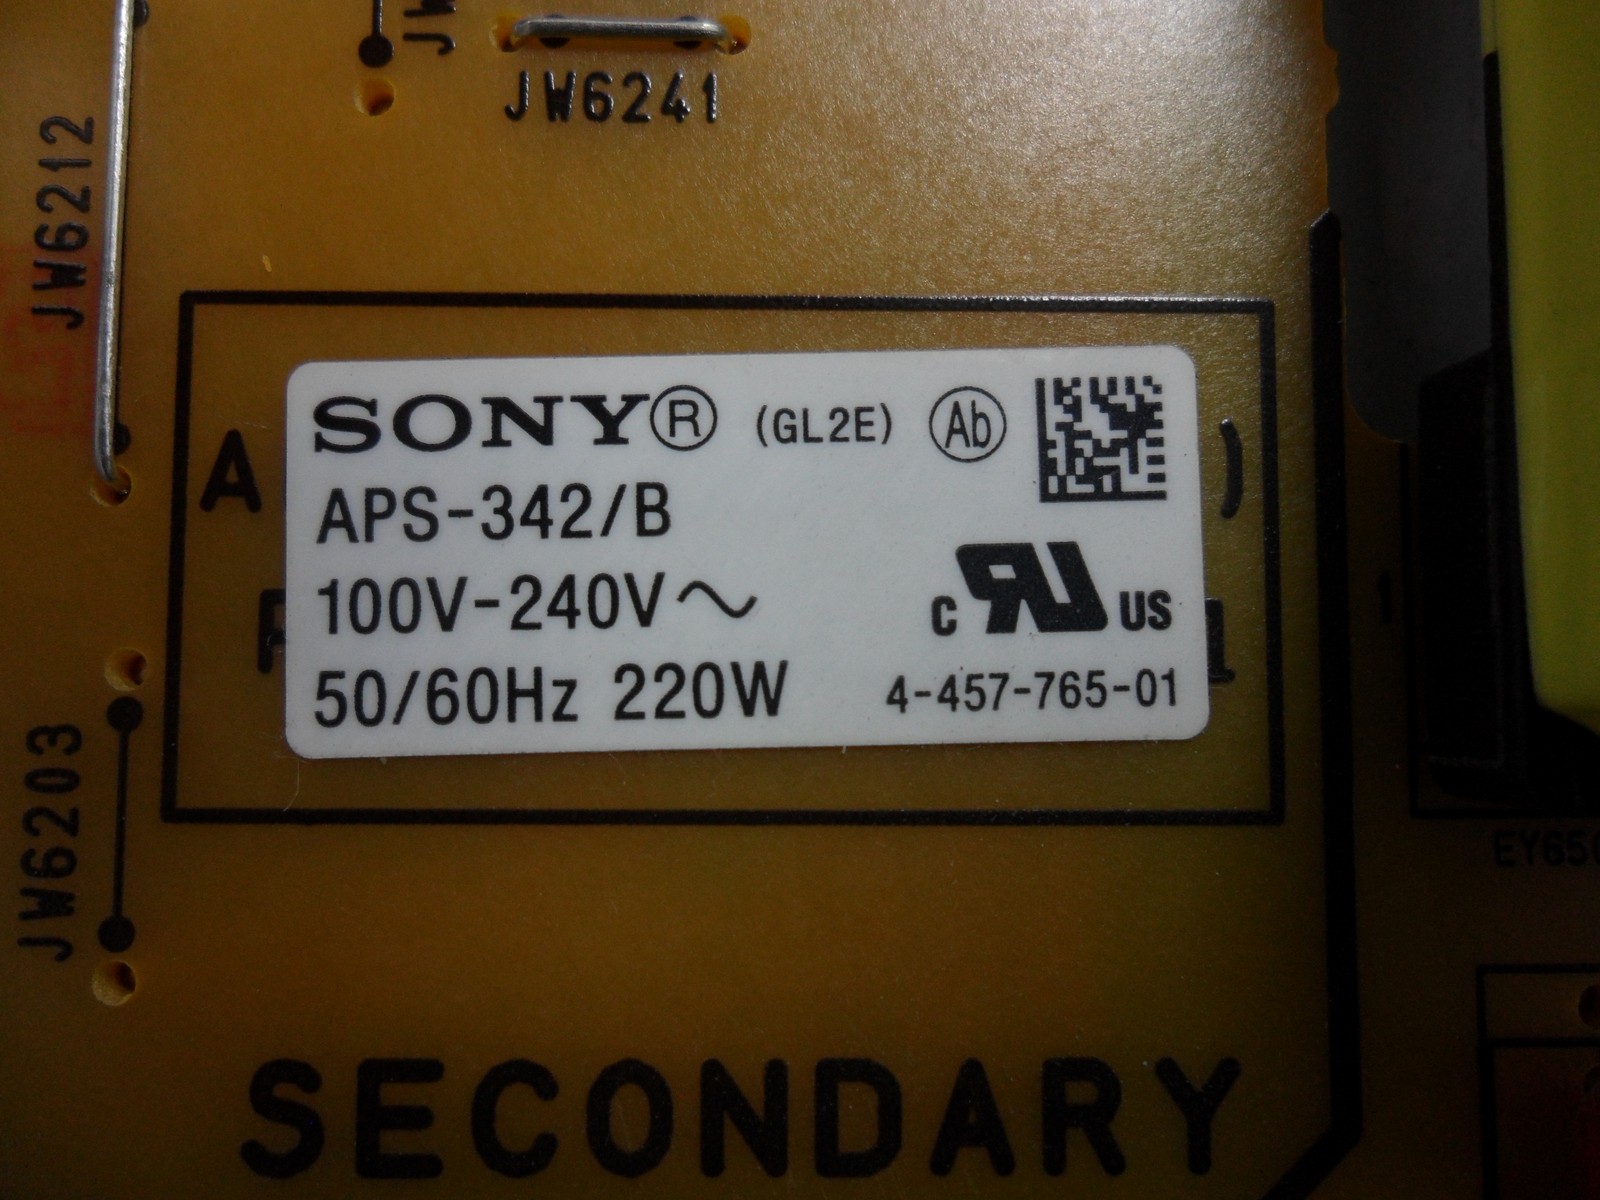 JW6241
JW6212
SONY® (GL2E) Ab
APS-342/B
100V-240V～
c RU US
50/60Hz 220W
4-457-765-01
A
)
JW6203
SECONDARY